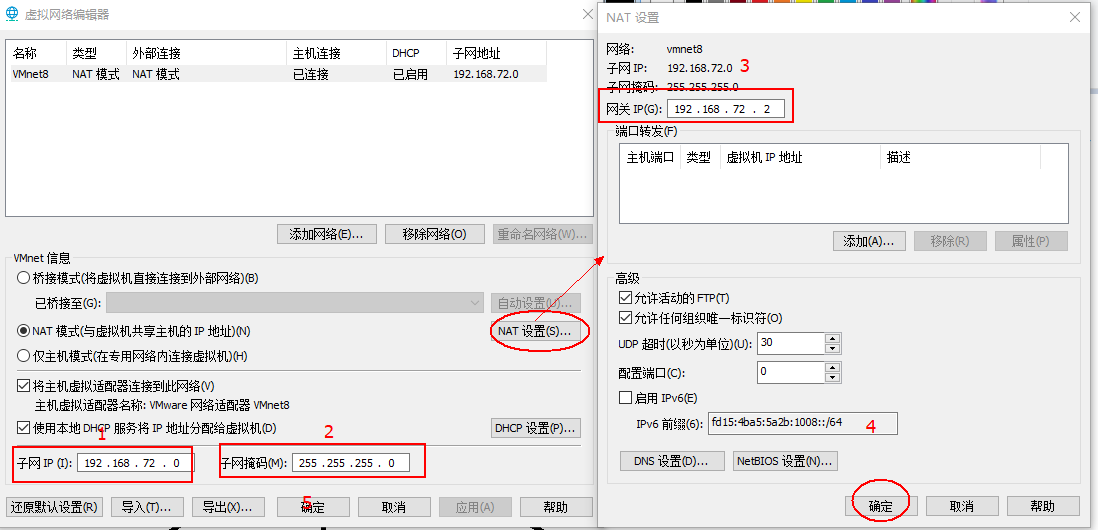 虚拟网络编辑器
名称 类型 外部连接 主机连接 DHCP 子网地址
VMnet8 NAT 模式 NAT 模式 已连接 已启用 192.168.72.0
添加网络(E)... 移除网络(O) 重命名网络(W)...
VMnet 信息
桥接模式(将虚拟机直接连接到外部网络)(B)
已桥接至(G): 自动设置(U)...
NAT 模式(与虚拟机共享主机的 IP 地址)(N) NAT 设置(S)...
仅主机模式(在专用网络内连接虚拟机)(H)
将主机虚拟适配器连接到此网络(V)
主机虚拟适配器名称: VMware 网络适配器 VMnet8
使用本地 DHCP 服务将 IP 地址分配给虚拟机(D) DHCP 设置(P)...
1 2
子网 IP (I): 192 . 168 . 72 . 0 子网掩码(M): 255 . 255 . 255 . 0
5
还原默认设置(R) 导入(T)... 导出(X)... 确定 取消 应用(A) 帮助
NAT 设置
网络: vmnet8
子网 IP: 192.168.72.0 3
子网掩码: 255.255.255.0
网关 IP(G): 192 . 168 . 72 . 2
端口转发(F)
主机端口 类型 虚拟机 IP 地址 描述
添加(A)... 移除(R) 属性(P)
高级
允许活动的 FTP(T)
允许任何组织唯一标识符(O)
UDP 超时(以秒为单位)(U): 30
配置端口(C): 0
启用 IPv6(E)
IPv6 前缀(6): fd15:4ba5:5a2b:1008::/64 4
DNS 设置(D)... NetBIOS 设置(N)...
确定 取消 帮助